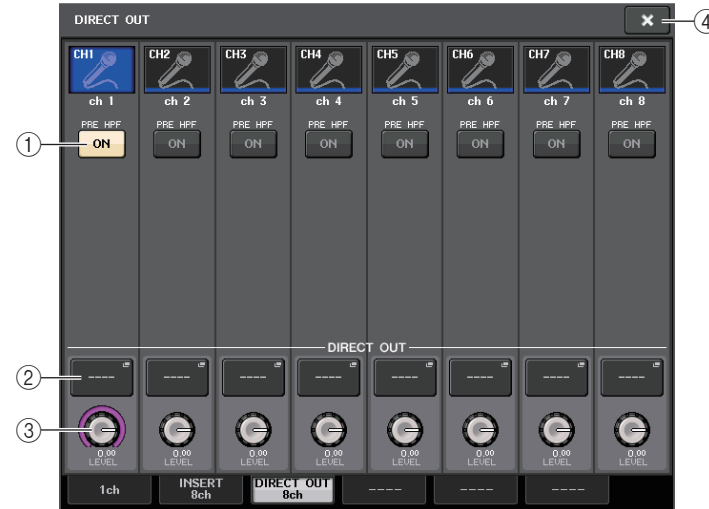 DIRECT OUT
×
④
CH1 CH2 CH3 CH4 CH5 CH6 CH7 CH8
ch 1 ch 2 ch 3 ch 4 ch 5 ch 6 ch 7 ch 8
PRE HPF PRE HPF PRE HPF PRE HPF PRE HPF PRE HPF PRE HPF PRE HPF
① ON ON ON ON ON ON ON ON
DIRECT OUT
② ---- ---- ---- ---- ---- ---- ---- ----
③
0.00 0.00 0.00 0.00 0.00 0.00 0.00 0.00
LEVEL LEVEL LEVEL LEVEL LEVEL LEVEL LEVEL LEVEL
1ch INSERT 8ch DIRECT OUT 8ch ---- ---- ----